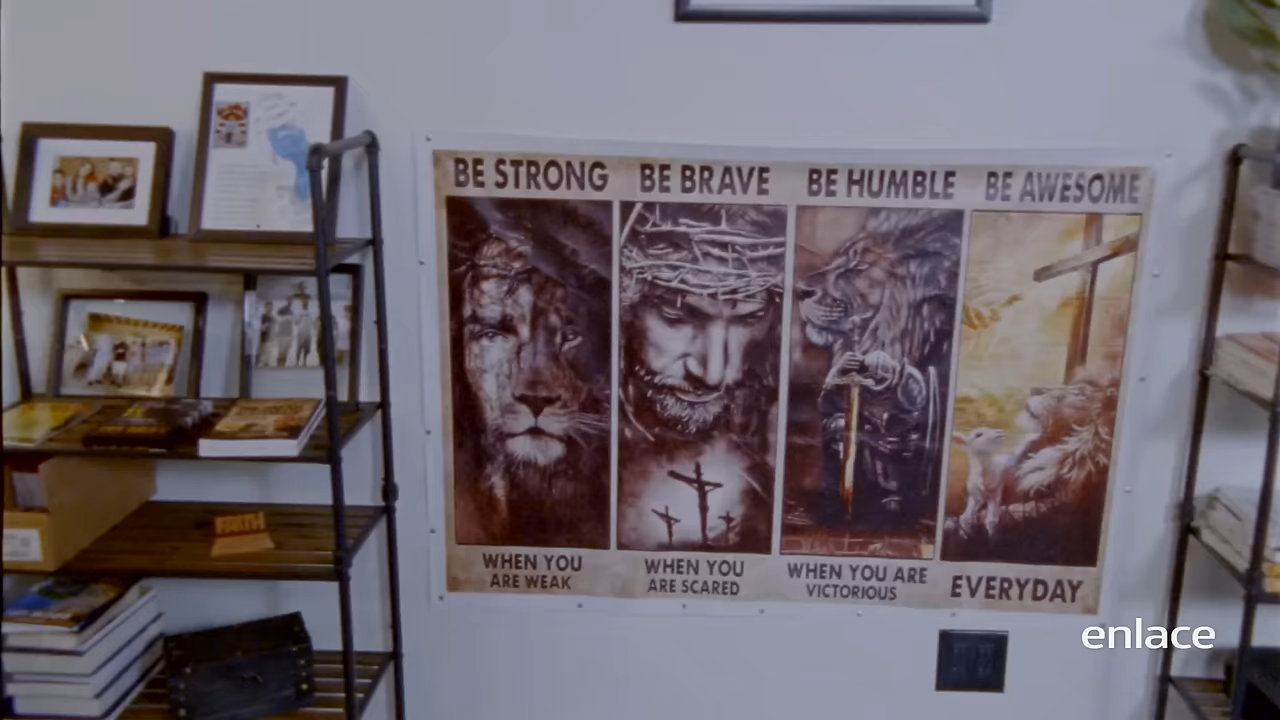 BE STRONG
BE BRAVE
BE HUMBLE
BE AWESOME
WHEN YOU
ARE WEAK
WHEN YOU
ARE SCARED
WHEN YOU ARE
VICTORIOUS
EVERYDAY
FAITH
enlace